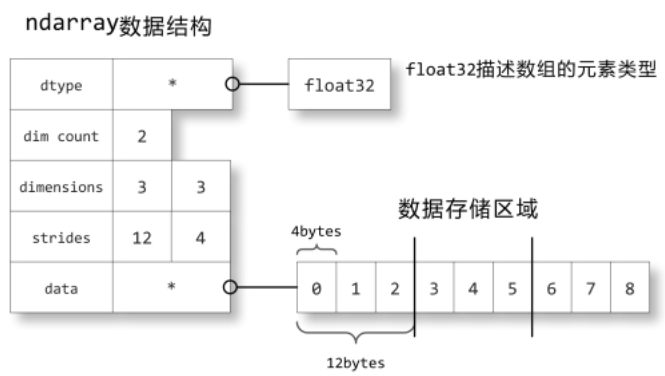 ndarray数据结构
dtype * float32 float32描述数组的元素类型
dim count 2
dimensions 3 3
strides 12 4
数据存储区域
4bytes
data * 0 1 2 3 4 5 6 7 8
12bytes